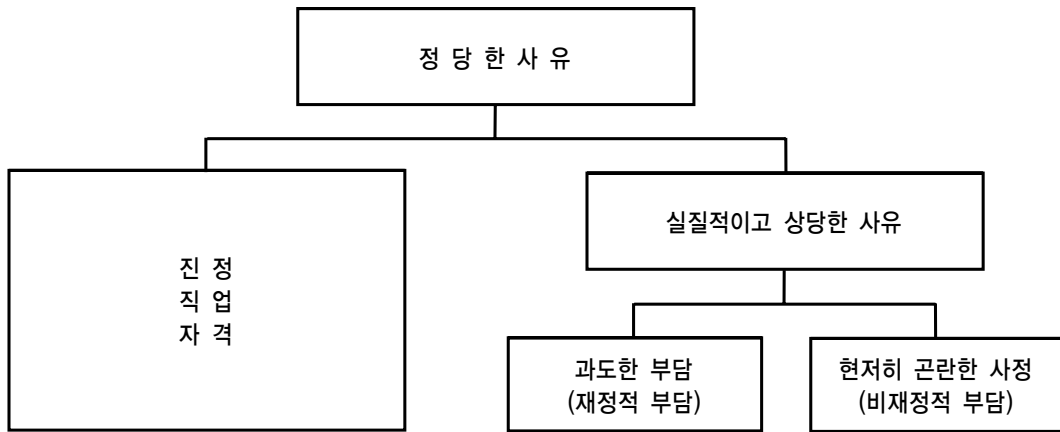 정 당 한 사 유
진 정
직 업
자 격
실질적이고 상당한 사유
과도한 부담
(재정적 부담)
현저히 곤란한 사정
(비재정적 부담)